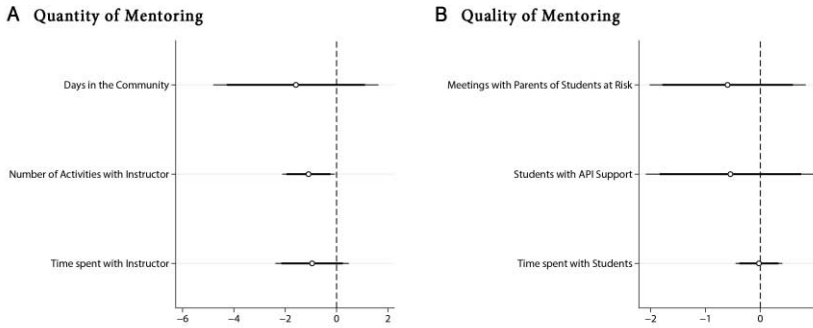 A Quantity of Mentoring
Days in the Community
Number of Activities with Instructor
Time spent with Instructor
−6 −4 −2 0 2
B Quality of Mentoring
Meetings with Parents of Students at Risk
Students with API Support
Time spent with Students
−2 −1 0